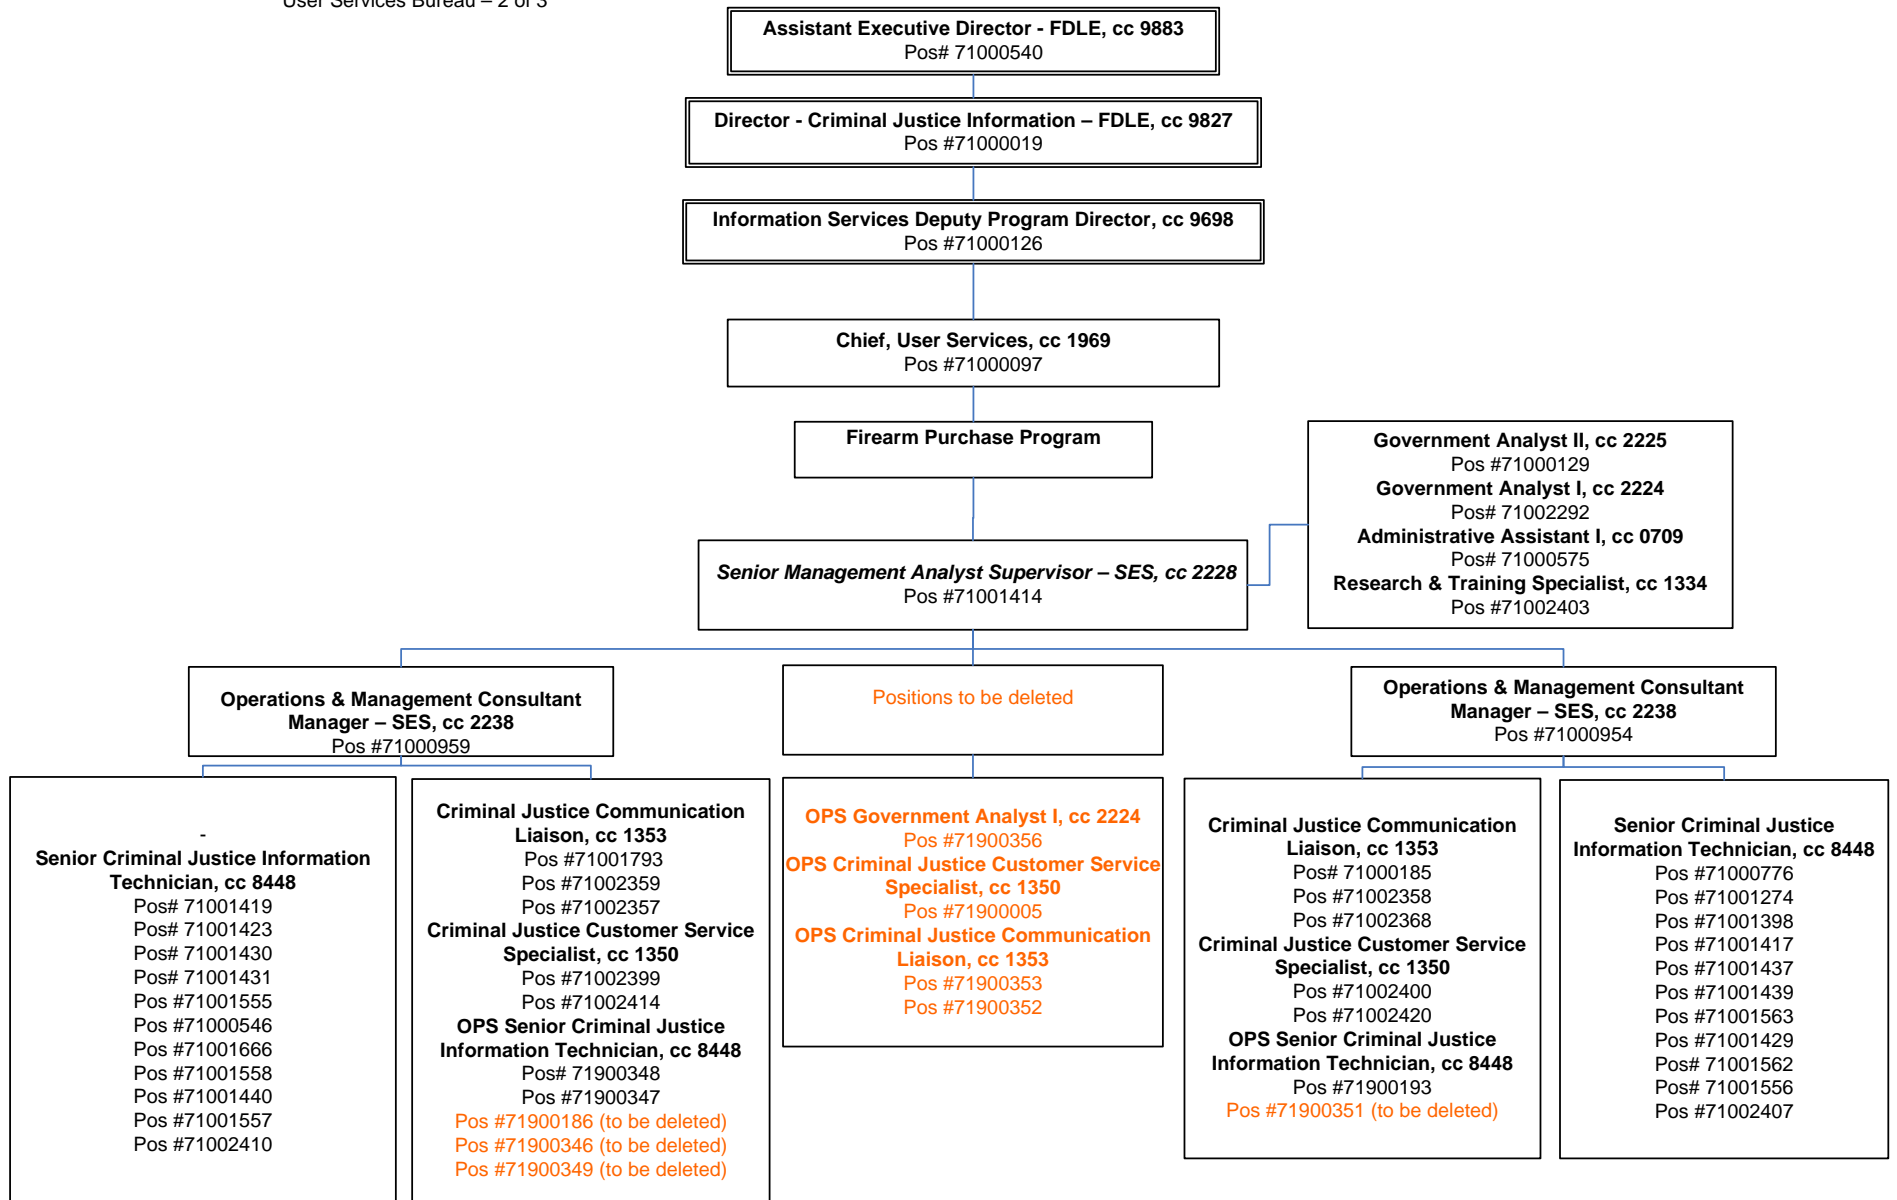 User Services Bureau – 2 of 3
Assistant Executive Director - FDLE, cc 9883
Pos# 71000540
Director - Criminal Justice Information – FDLE, cc 9827
Pos #71000019
Information Services Deputy Program Director, cc 9698
Pos #71000126
Chief, User Services, cc 1969
Pos #71000097
Firearm Purchase Program
Government Analyst II, cc 2225
Pos #71000129
Government Analyst I, cc 2224
Pos# 71002292
Administrative Assistant I, cc 0709
Pos# 71000575
Research & Training Specialist, cc 1334
Pos #71002403
Senior Management Analyst Supervisor – SES, cc 2228
Pos #71001414
Operations & Management Consultant
Manager – SES, cc 2238
Pos #71000959
Positions to be deleted
Operations & Management Consultant
Manager – SES, cc 2238
Pos #71000954
-
Senior Criminal Justice Information
Technician, cc 8448
Pos# 71001419
Pos# 71001423
Pos# 71001430
Pos# 71001431
Pos #71001555
Pos #71000546
Pos #71001666
Pos #71001558
Pos #71001440
Pos #71001557
Pos #71002410
Criminal Justice Communication
Liaison, cc 1353
Pos #71001793
Pos #71002359
Pos #71002357
Criminal Justice Customer Service
Specialist, cc 1350
Pos #71002399
Pos #71002414
OPS Senior Criminal Justice
Information Technician, cc 8448
Pos# 71900348
Pos #71900347
Pos #71900186 (to be deleted)
Pos #71900346 (to be deleted)
Pos #71900349 (to be deleted)
OPS Government Analyst I, cc 2224
Pos #71900356
OPS Criminal Justice Customer Service
Specialist, cc 1350
Pos #71900005
OPS Criminal Justice Communication
Liaison, cc 1353
Pos #71900353
Pos #71900352
Criminal Justice Communication
Liaison, cc 1353
Pos# 71000185
Pos #71002358
Pos #71002368
Criminal Justice Customer Service
Specialist, cc 1350
Pos #71002400
Pos #71002420
OPS Senior Criminal Justice
Information Technician, cc 8448
Pos #71900193
Pos #71900351 (to be deleted)
Senior Criminal Justice
Information Technician, cc 8448
Pos #71000776
Pos #71001274
Pos #71001398
Pos #71001417
Pos #71001437
Pos #71001439
Pos #71001563
Pos #71001429
Pos# 71001562
Pos# 71001556
Pos #71002407